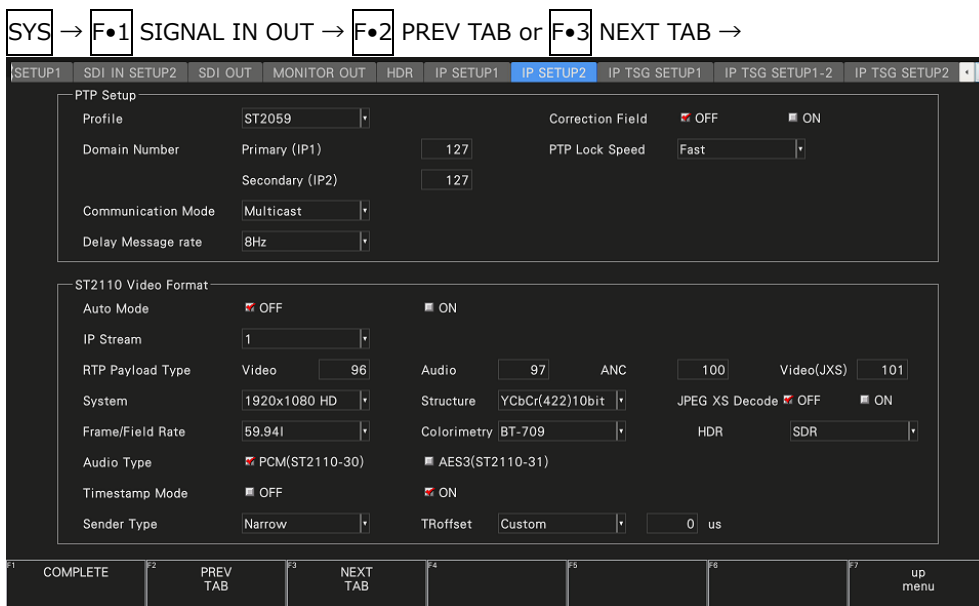 SYS → F•1 SIGNAL IN OUT → F•2 PREV TAB or F•3 NEXT TAB →
SETUP1 SDI IN SETUP2 SDI OUT MONITOR OUT HDR IP SETUP1 IP SETUP2 IP TSG SETUP1 IP TSG SETUP1-2 IP TSG SETUP2
PTP Setup
Profile ST2059 Correction Field OFF ON
Domain Number Primary (IP1) 127 PTP Lock Speed Fast
Secondary (IP2) 127
Communication Mode Multicast
Delay Message rate 8Hz
ST2110 Video Format
Auto Mode OFF ON
IP Stream 1
RTP Payload Type Video 96 Audio 97 ANC 100 Video(JXS) 101
System 1920x1080 HD Structure YCbCr(422)10bit JPEG XS Decode OFF ON
Frame/Field Rate 59.94I Colorimetry BT-709 HDR SDR
Audio Type PCM(ST2110-30) AES3(ST2110-31)
Timestamp Mode OFF ON
Sender Type Narrow TRoffset Custom 0 us
F1 COMPLETE F2 PREV TAB F3 NEXT TAB F4 F5 F6 F7 up menu